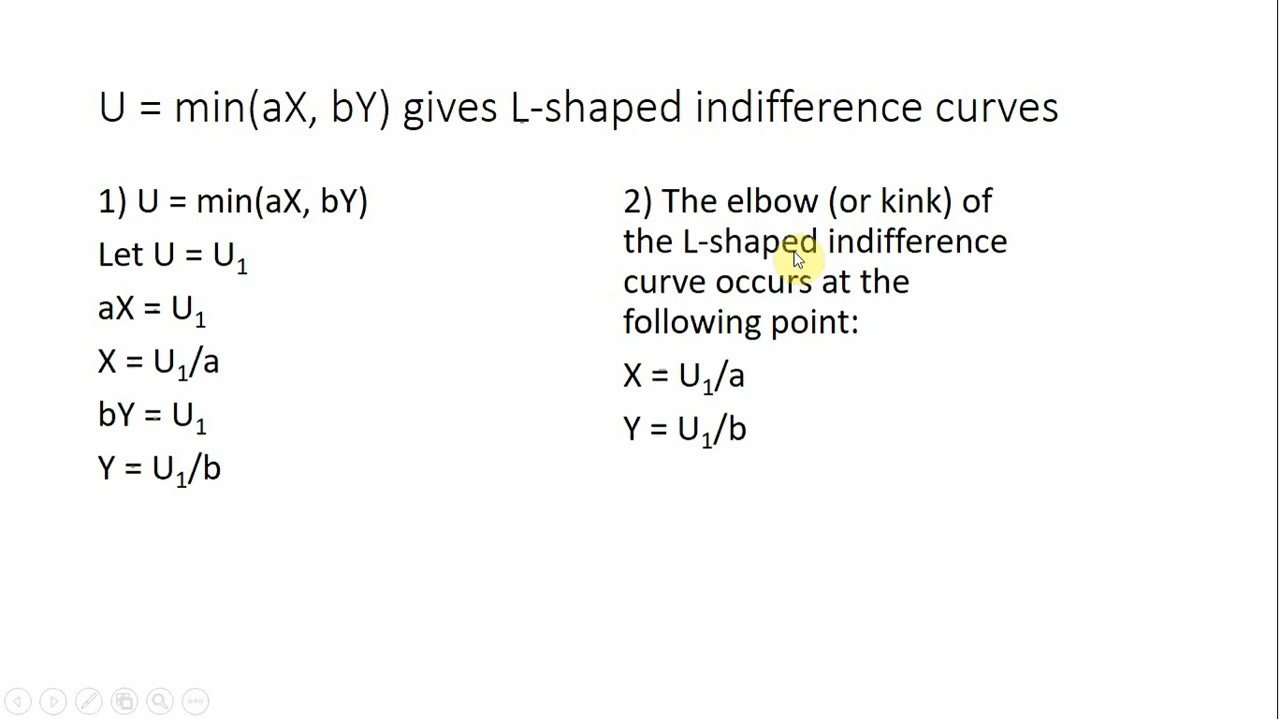 U = min(aX, bY) gives L-shaped indifference curves
1) U = min(aX, bY)
Let U = U₁
aX = U₁
X = U₁/a
bY = U₁
Y = U₁/b
2) The elbow (or kink) of
the L-shaped indifference
curve occurs at the
following point:
X = U₁/a
Y = U₁/b